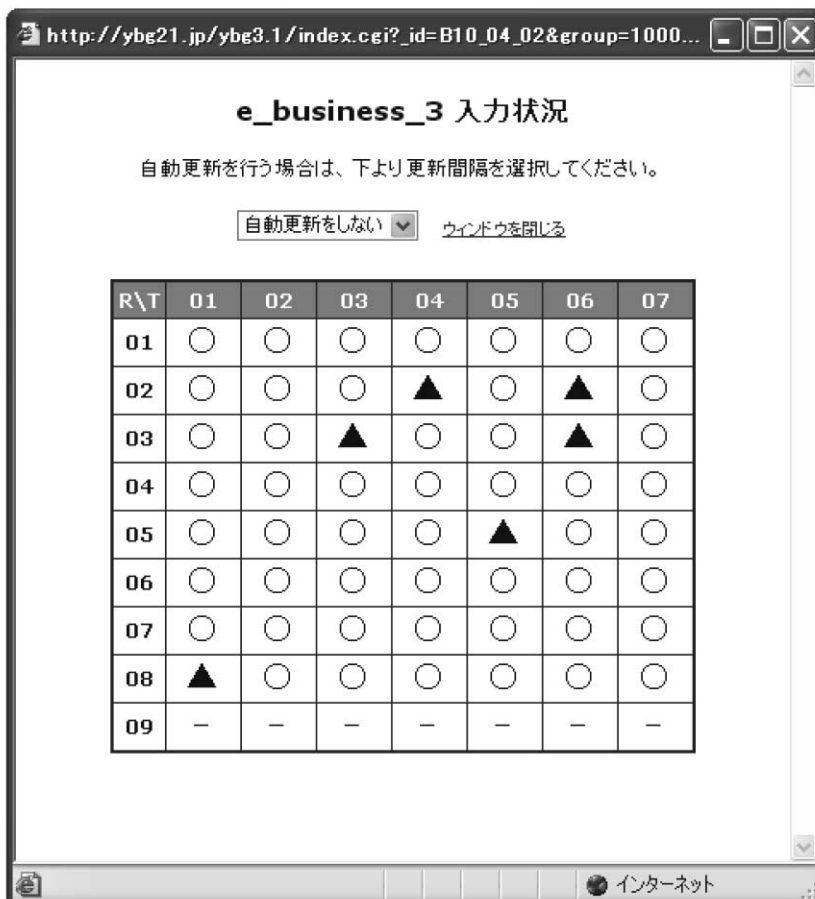 http://ybg21.jp/ybg3.1/index.cgi?_id=B10_04_02&group=1000...
e_business_3 入力状況
自動更新を行う場合は、下より更新間隔を選択してください。
自動更新をしない ウィンドウを閉じる
R\T 01 02 03 04 05 06 07
01 ○ ○ ○ ○ ○ ○ ○
02 ○ ○ ○ ▲ ○ ▲ ○
03 ○ ○ ▲ ○ ○ ▲ ○
04 ○ ○ ○ ○ ○ ○ ○
05 ○ ○ ○ ○ ▲ ○ ○
06 ○ ○ ○ ○ ○ ○ ○
07 ○ ○ ○ ○ ○ ○ ○
08 ▲ ○ ○ ○ ○ ○ ○
09 − − − − − − −
インターネット